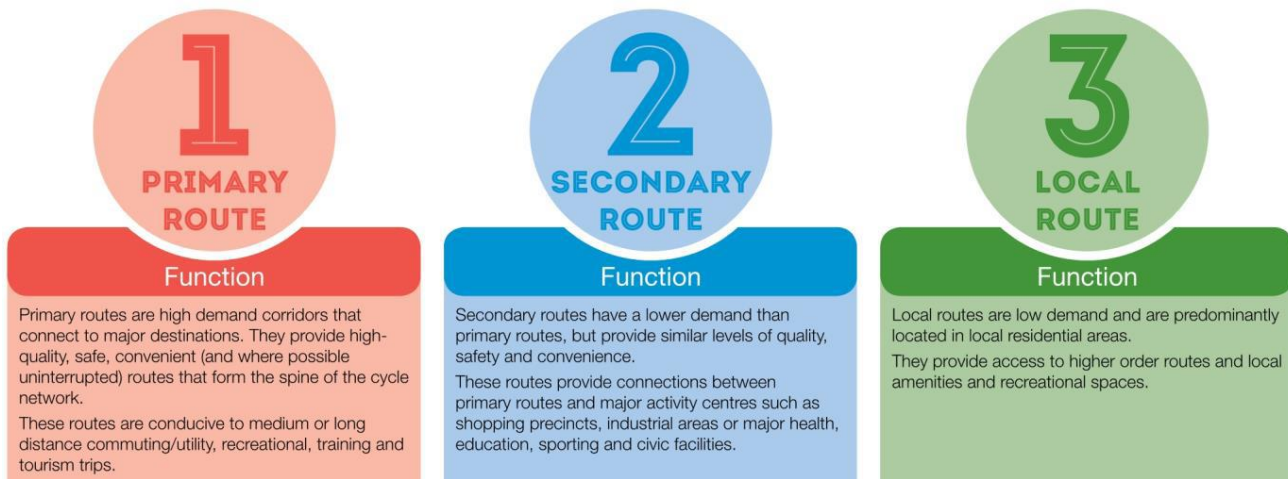 1
PRIMARY
ROUTE
Function
Primary routes are high demand corridors that
connect to major destinations. They provide high-
quality, safe, convenient (and where possible
uninterrupted) routes that form the spine of the cycle
network.
These routes are conducive to medium or long
distance commuting/utility, recreational, training and
tourism trips.
2
SECONDARY
ROUTE
Function
Secondary routes have a lower demand than
primary routes, but provide similar levels of quality,
safety and convenience.
These routes provide connections between
primary routes and major activity centres such as
shopping precincts, industrial areas or major health,
education, sporting and civic facilities.
3
LOCAL
ROUTE
Function
Local routes are low demand and are predominantly
located in local residential areas.
They provide access to higher order routes and local
amenities and recreational spaces.